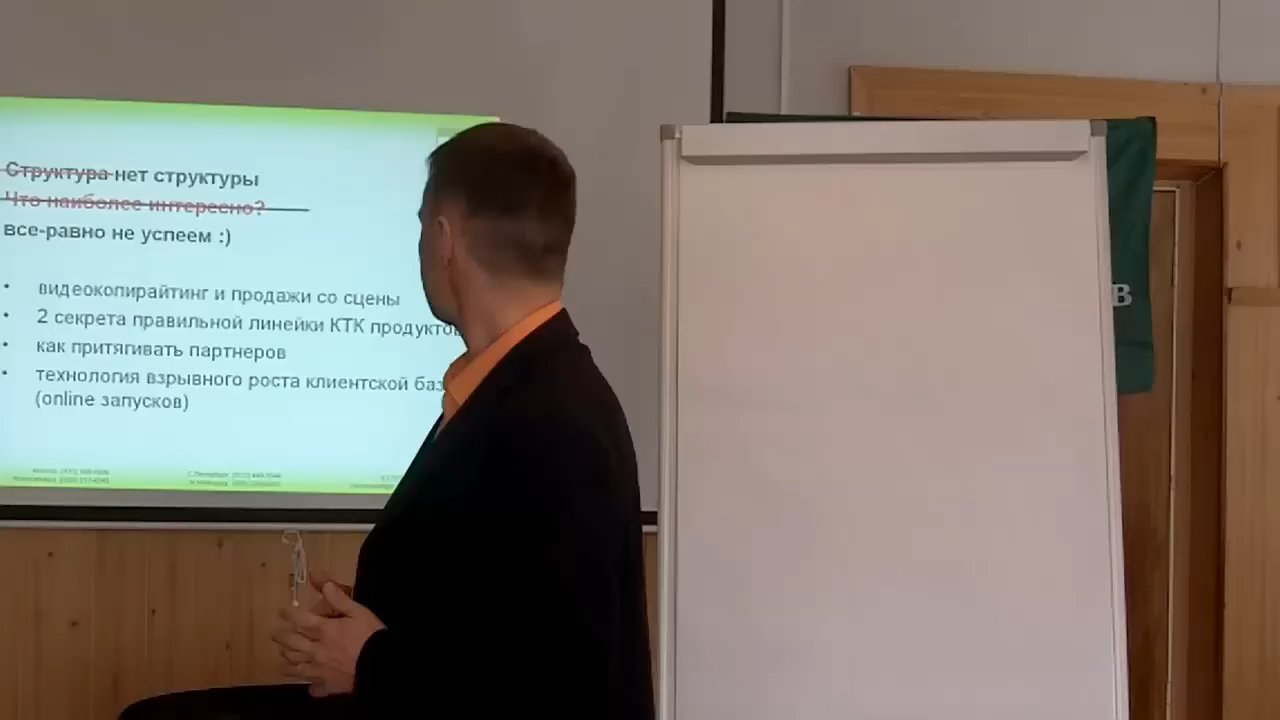 Структура нет структуры
Что наиболее интересно?
все-равно не успеем :)
• видеокопирайтинг и продажи со сцены
• 2 секрета правильной линейки КТК продуктов
• как притягивать партнеров
• технология взрывного роста клиентской баз
(online запусков)
в